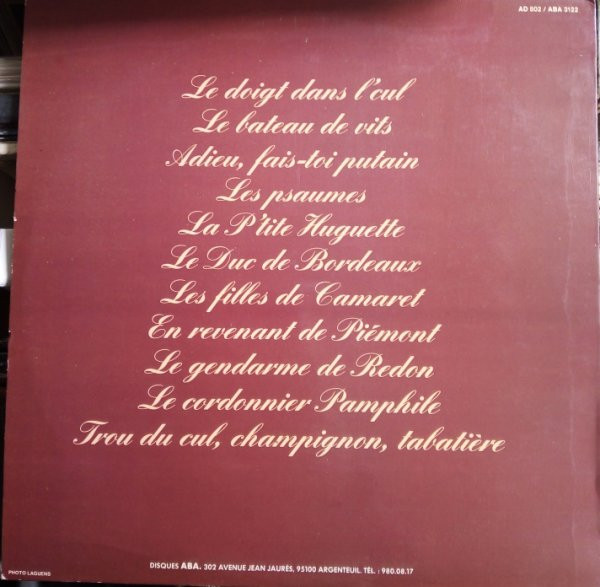 AD 802 / ABA 3122
Le doigt dans l'cul
Le bateau de vits
Adieu, fais-toi putain
Les psaumes
La P'tite Huguette
Le Duc de Bordeaux
Les filles de Camaret
En revenant de Piémont
Le gendarme de Redon
Le cordonnier Pamphile
Trou du cul, champignon, tabatière
DISQUES ABA. 302 AVENUE JEAN JAURÈS, 95100 ARGENTEUIL. TÉL. : 980.08.17
PHOTO LAGUENS